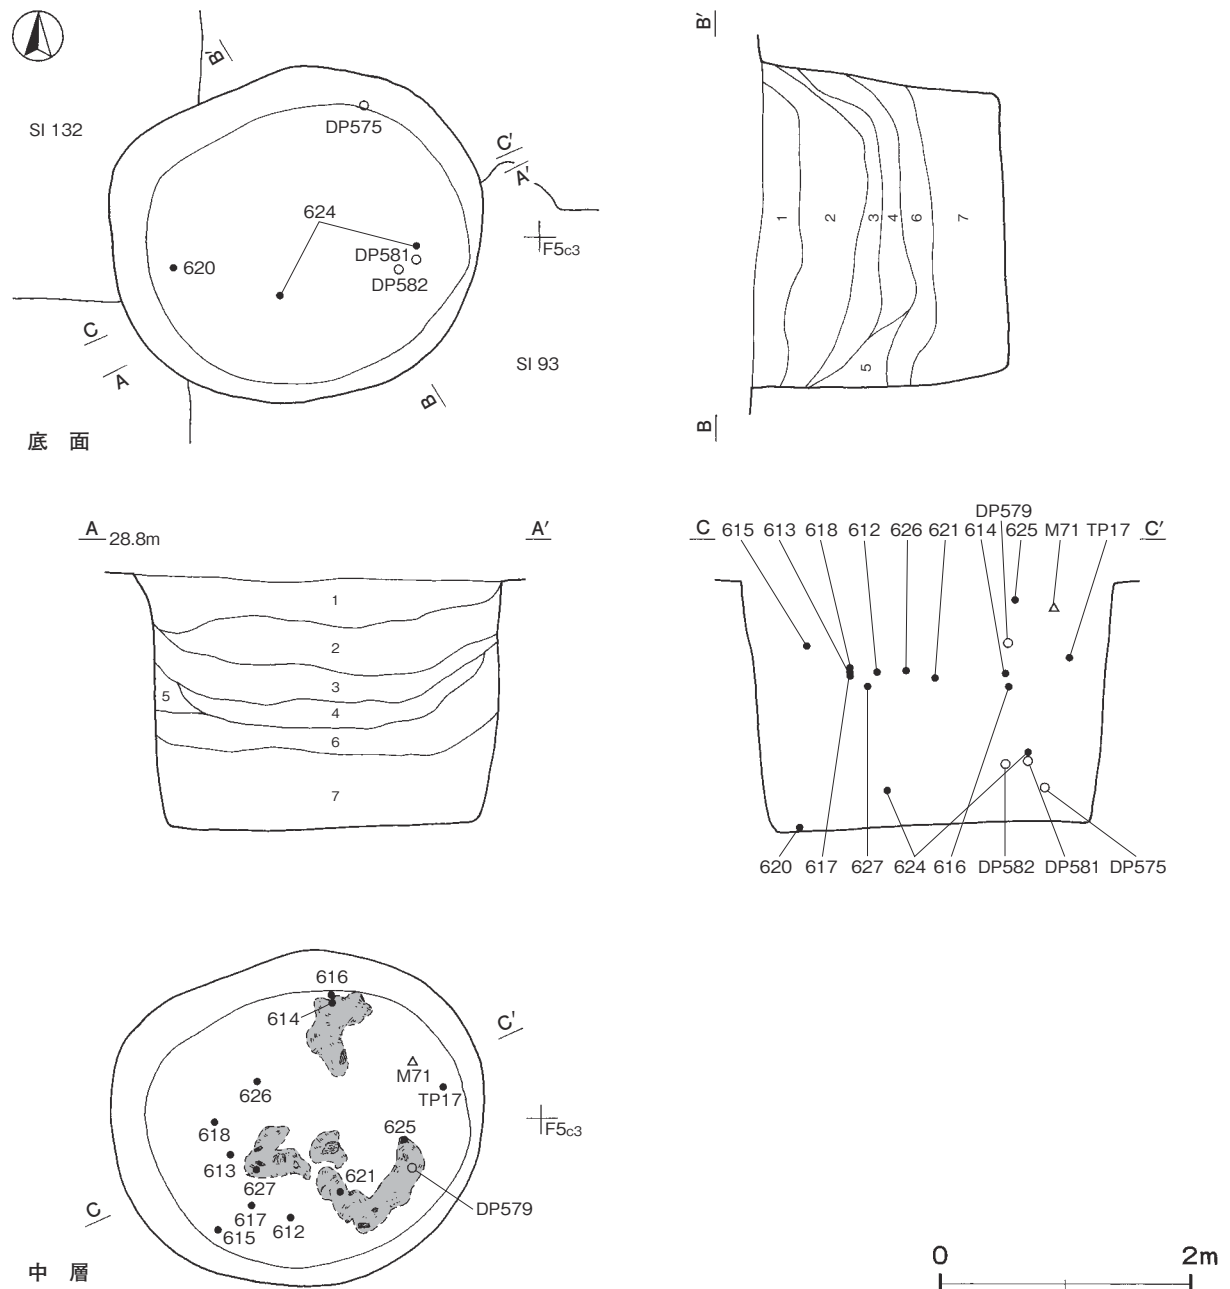 B′
SI 132
DP575
C′
A′
624
F5c3
DP581
620
DP582
C
A
SI 93
B
底 面
B′
1
2
3
4
6
7
5
B
A 28.8m A′
1
2
3
5
4
6
7
DP579
C 615 613 618 612 626 621 614 625 M71 TP17 C′
620 617 627 624 616 DP582 DP581 DP575
616
614
C′
M71
TP17
626
618
625
F5c3
613
627
621
617
612
DP579
615
C
中 層
0 2m